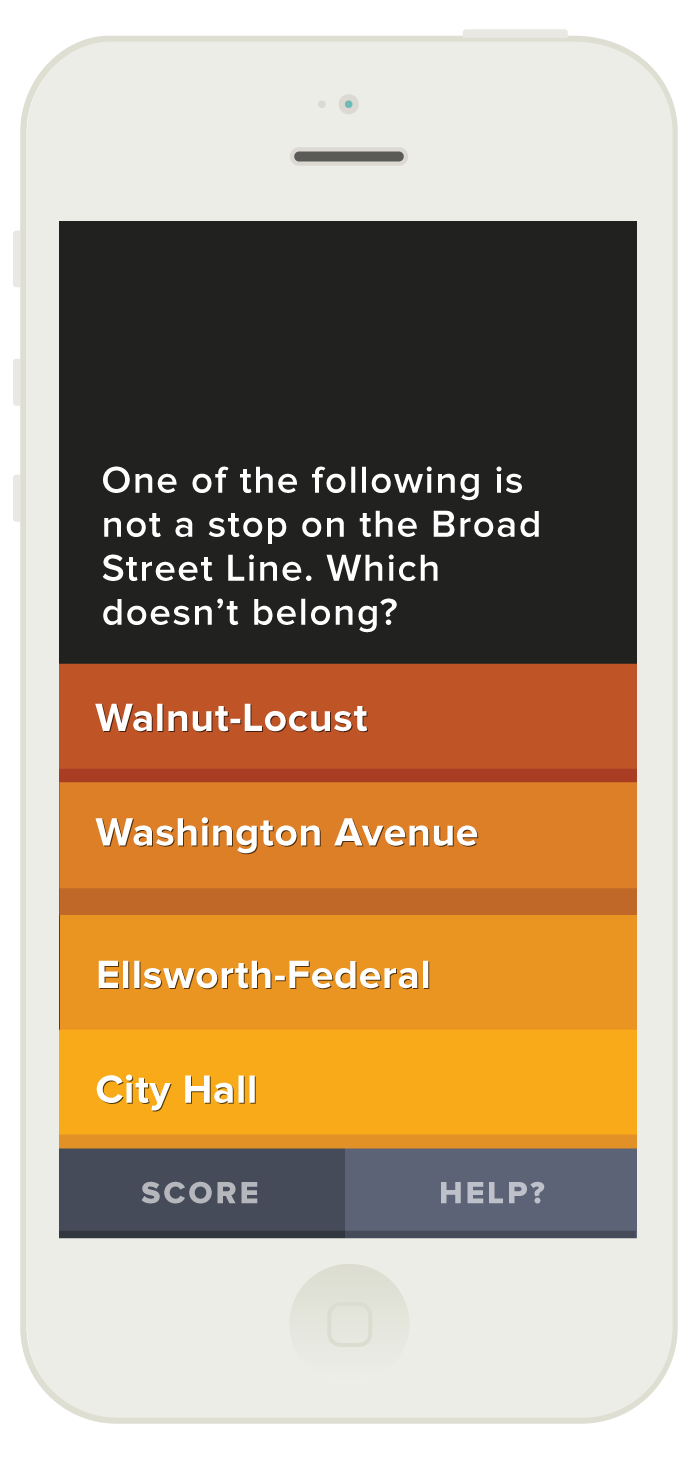 One of the following is
not a stop on the Broad
Street Line. Which
doesn’t belong?
Walnut-Locust
Washington Avenue
Ellsworth-Federal
City Hall
SCORE
HELP?